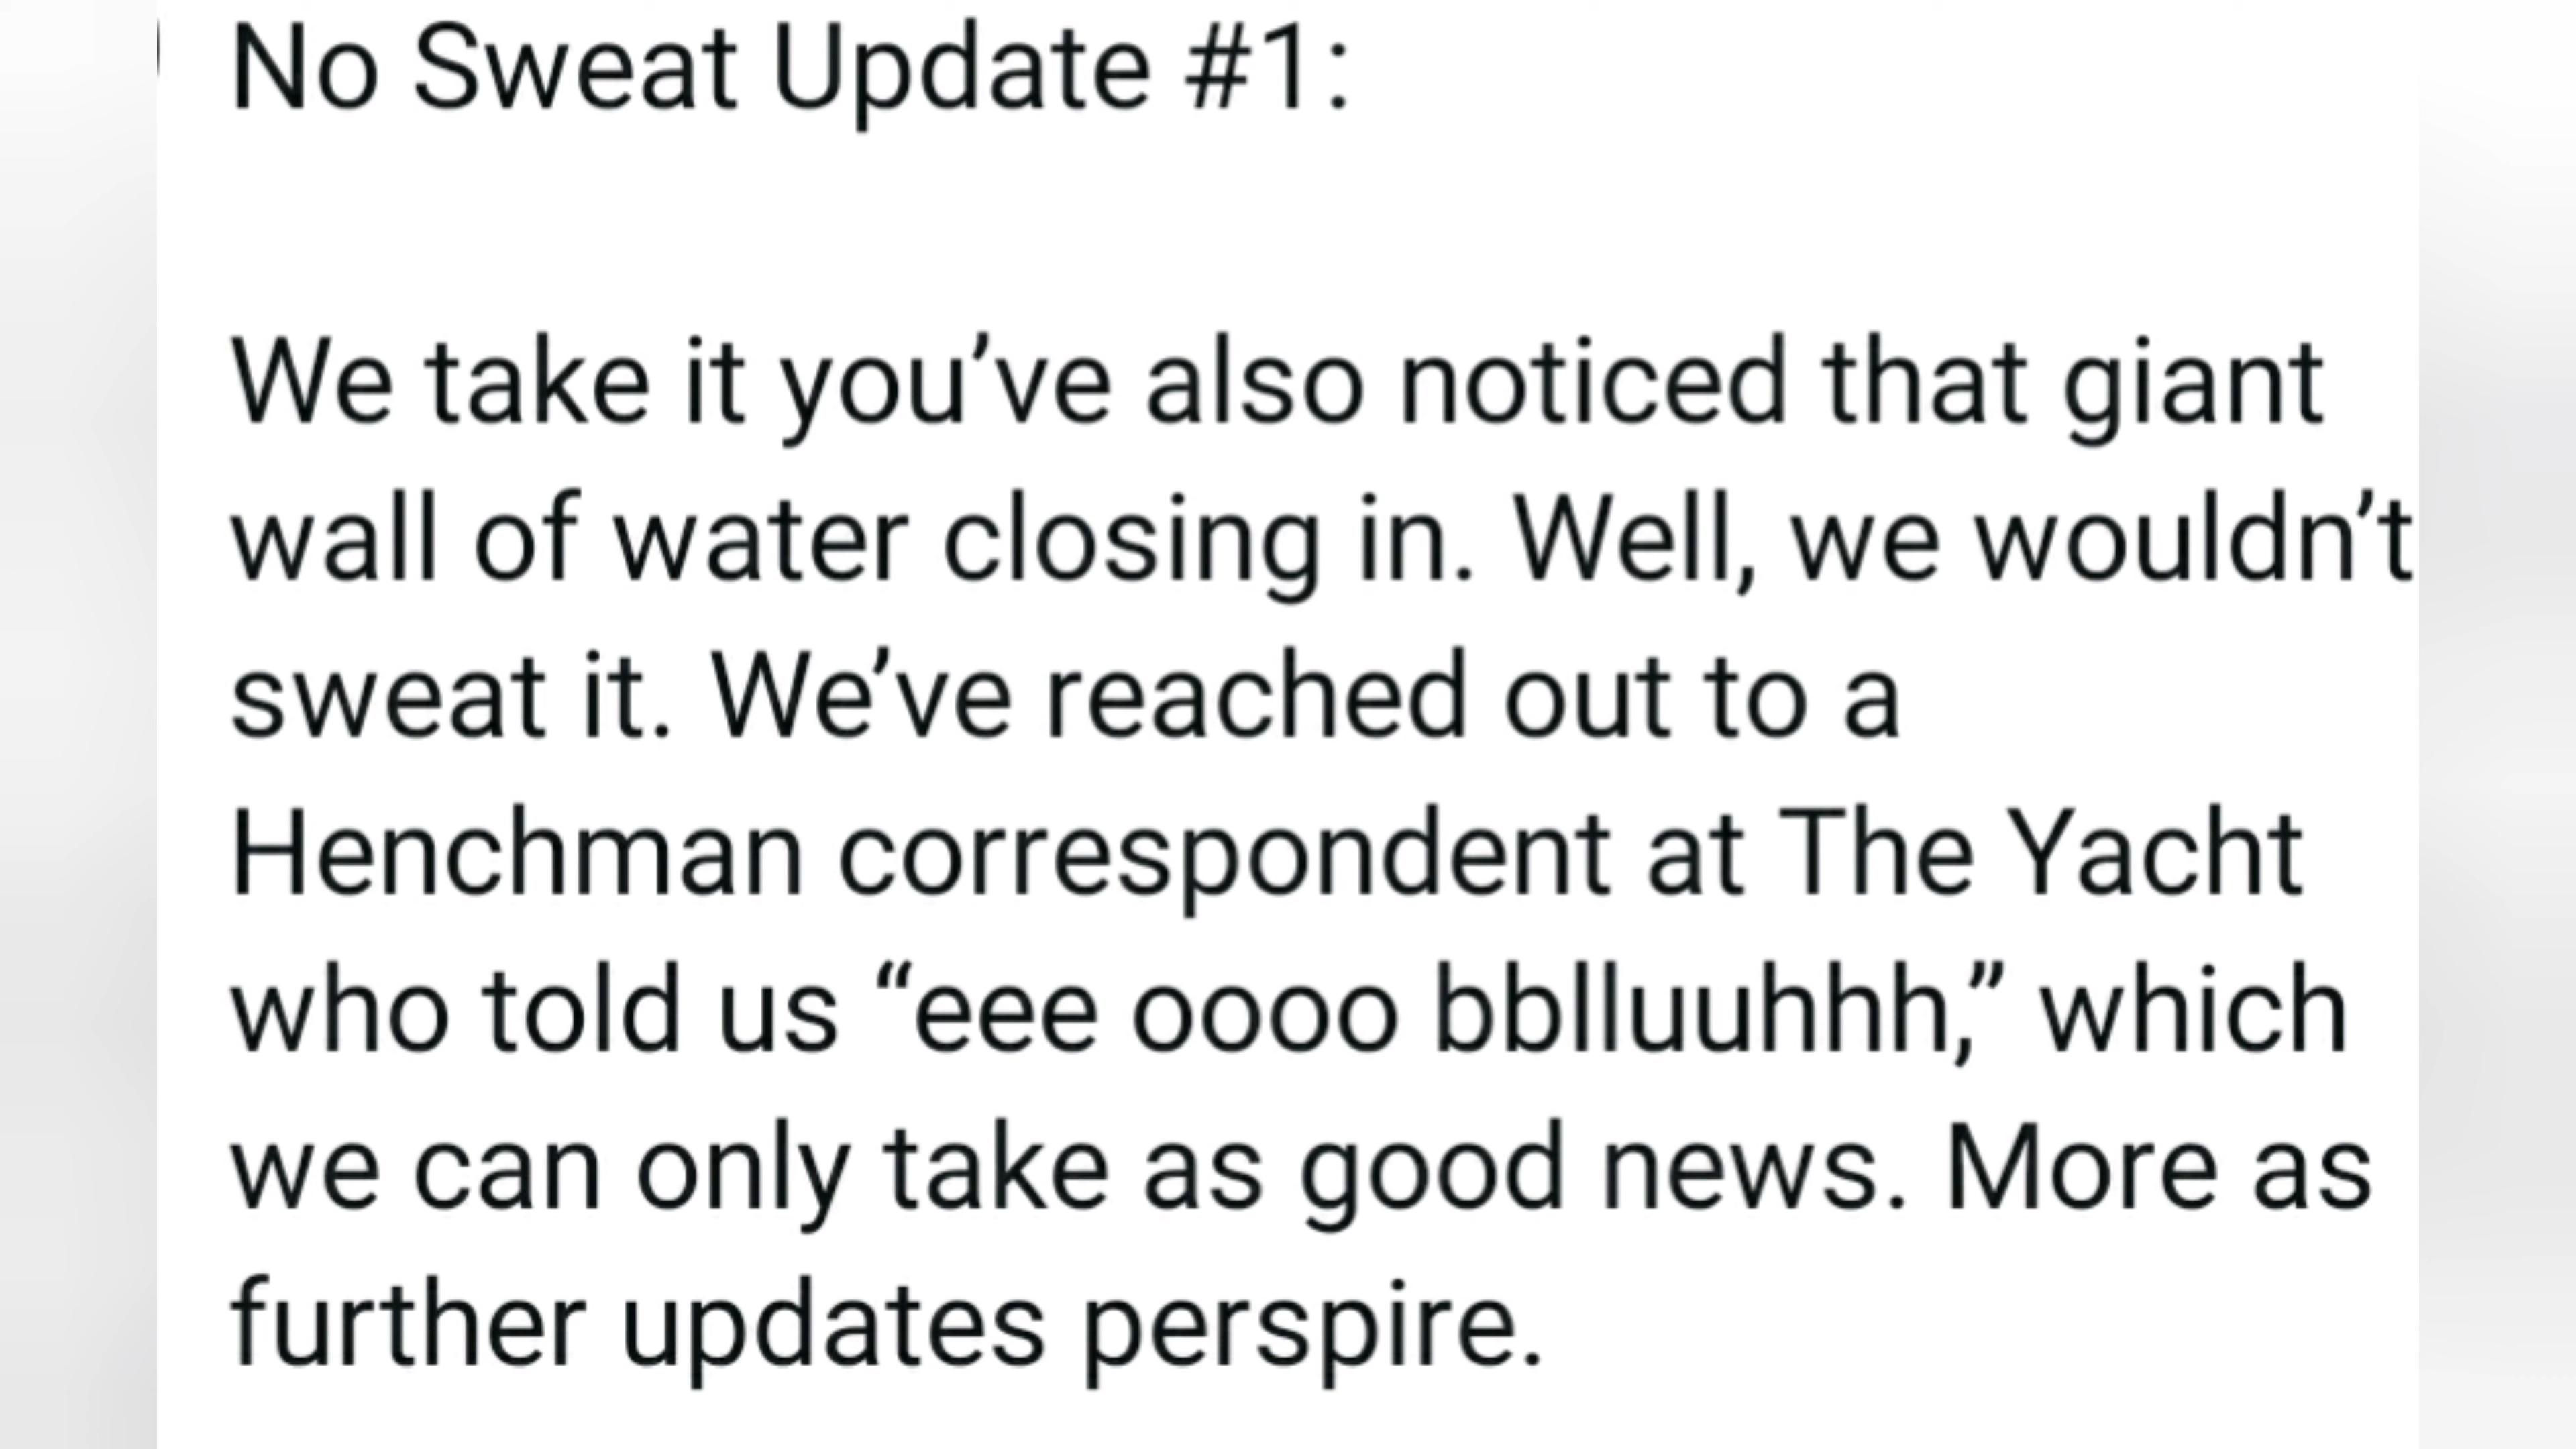 No Sweat Update #1:
We take it you’ve also noticed that giant
wall of water closing in. Well, we wouldn’t
sweat it. We’ve reached out to a
Henchman correspondent at The Yacht
who told us “eee oooo bblluuhhh,” which
we can only take as good news. More as
further updates perspire.